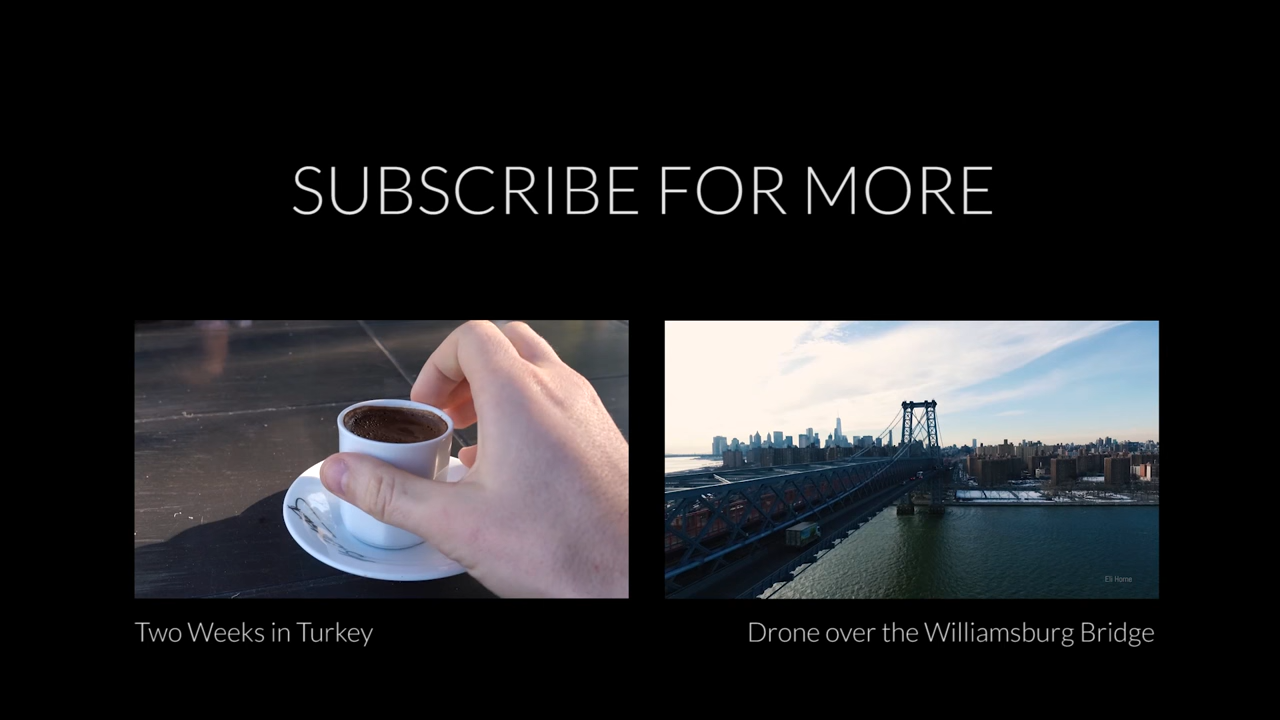 SUBSCRIBE FOR MORE
Eli Home
Two Weeks in Turkey
Drone over the Williamsburg Bridge